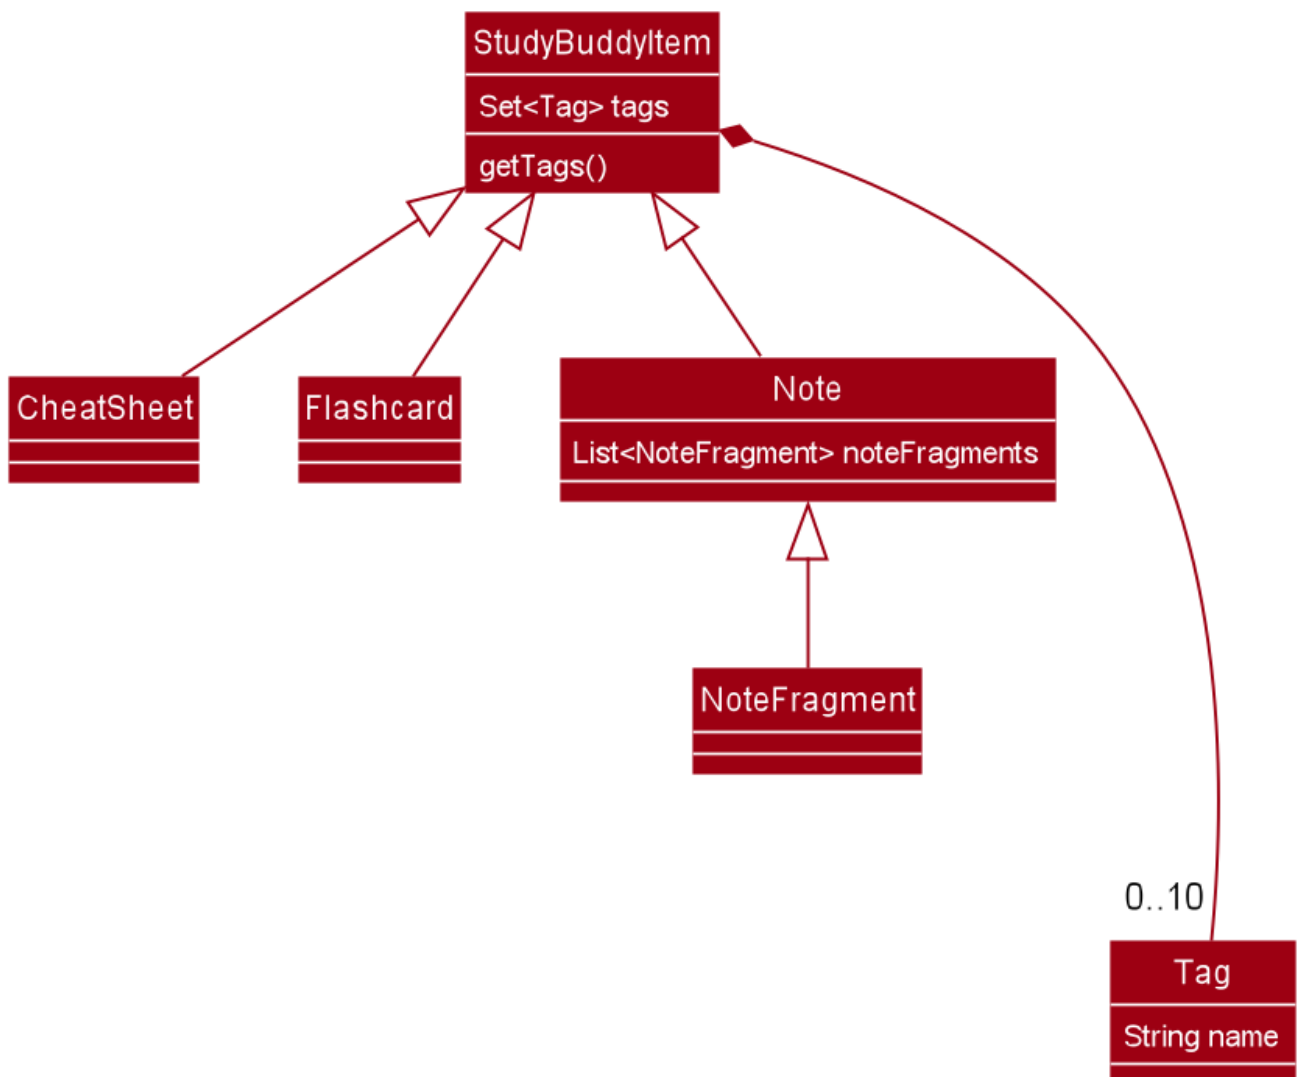 StudyBuddyItem
Set<Tag> tags
getTags()
CheatSheet
Flashcard
Note
List<NoteFragment> noteFragments
NoteFragment
0..10
Tag
String name